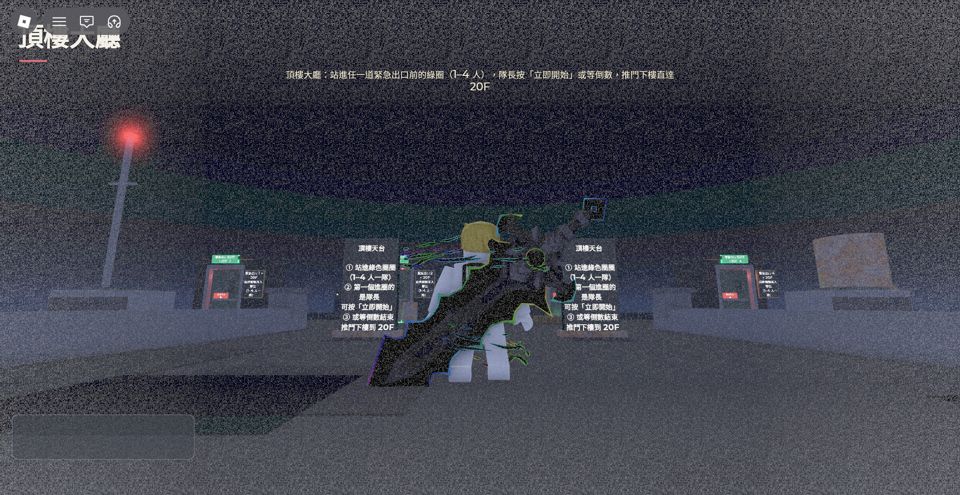 頂樓大廳
頂樓大廳：站進任一道緊急出口前的綠圈（1–4 人），隊長按「立即開始」或等倒數，推門下樓直達
20F
頂樓天台
① 站進綠色圈圈
（1–4 人一隊）
② 第一個進圈的
是隊長
可按「立即開始」
③ 或等倒數結束
推門下樓到 20F
頂樓天台
① 站進綠色圈圈
（1–4 人一隊）
② 第一個進圈的
是隊長
可按「立即開始」
③ 或等倒數結束
推門下樓到 20F